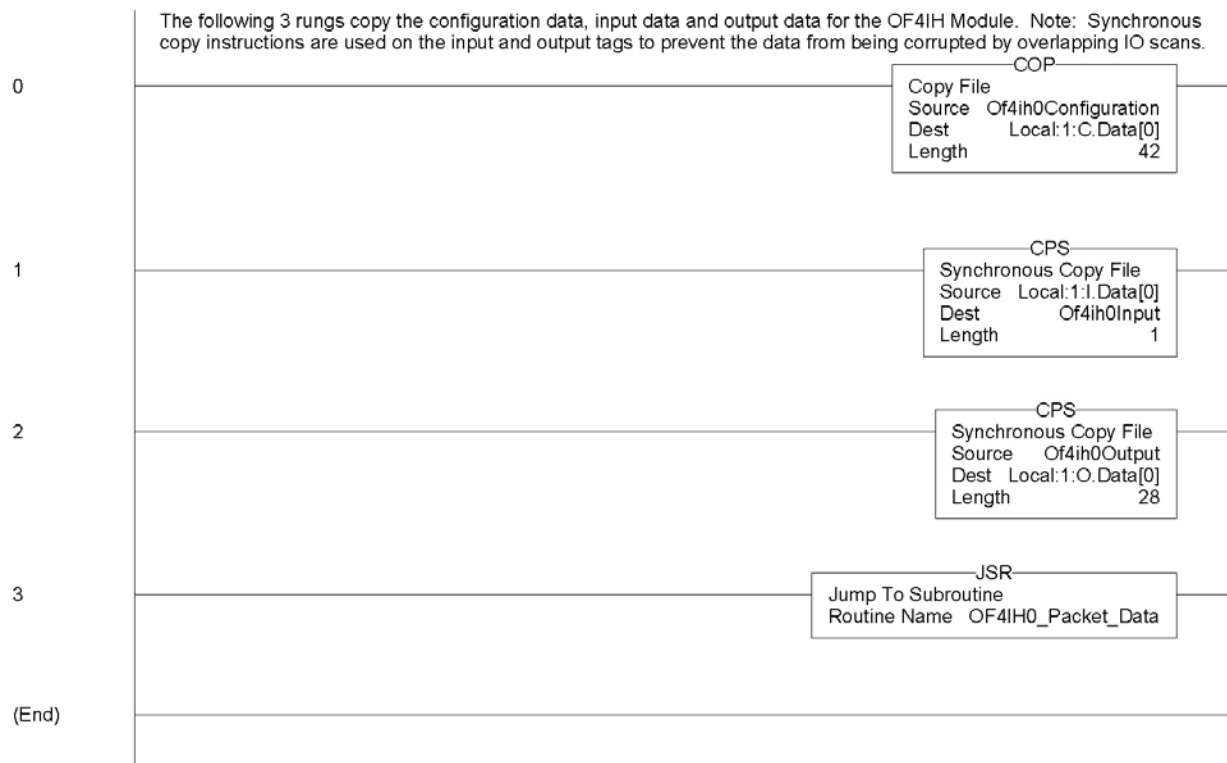 The following 3 rungs copy the configuration data, input data and output data for the OF4IH Module.  Note:  Synchronous
copy instructions are used on the input and output tags to prevent the data from being corrupted by overlapping IO scans.
0
COP
Copy File
Source Of4ih0Configuration
Dest Local:1:C.Data[0]
Length 42
1
CPS
Synchronous Copy File
Source Local:1:I.Data[0]
Dest Of4ih0Input
Length 1
2
CPS
Synchronous Copy File
Source Of4ih0Output
Dest Local:1:O.Data[0]
Length 28
3
JSR
Jump To Subroutine
Routine Name OF4IH0_Packet_Data
(End)